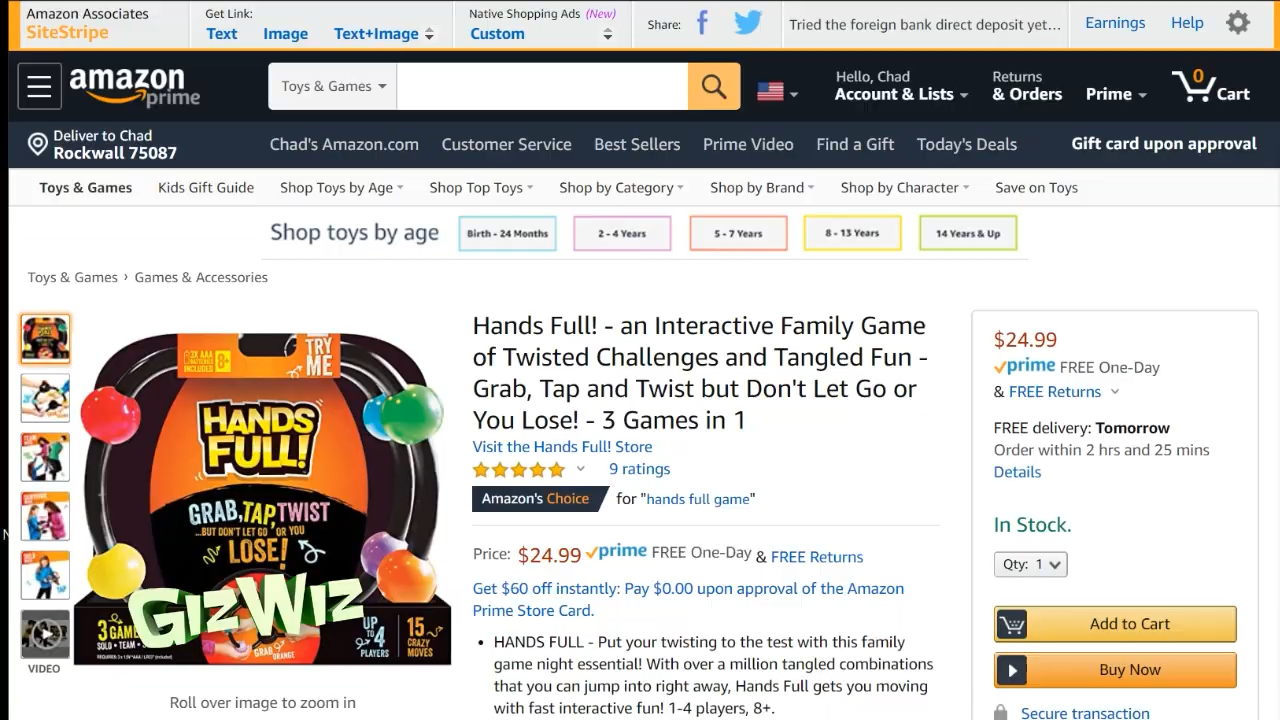 Amazon Associates
SiteStripe
Get Link:
Text Image Text+Image
Native Shopping Ads (New)
Custom
Share:
Tried the foreign bank direct deposit yet...
Earnings Help
amazon prime
Toys & Games
Hello, Chad
Account & Lists
Returns
& Orders
Prime
0
Cart
Deliver to Chad
Rockwall 75087
Chad's Amazon.com Customer Service Best Sellers Prime Video Find a Gift Today's Deals
Gift card upon approval
Toys & Games Kids Gift Guide Shop Toys by Age Shop Top Toys Shop by Category Shop by Brand Shop by Character Save on Toys
Shop toys by age Birth - 24 Months 2 - 4 Years 5 - 7 Years 8 - 13 Years 14 Years & Up
Toys & Games › Games & Accessories
TRY
ME
8+
HANDS
FULL!
GRAB, TAP, TWIST
...BUT DON'T LET GO OR YOU
LOSE!
GIZWIZ
SOLO • TEAM
GRAB
ORANGE
UP
TO 4
PLAYERS
15
CRAZY
MOVES
VIDEO
Roll over image to zoom in
Hands Full! - an Interactive Family Game
of Twisted Challenges and Tangled Fun -
Grab, Tap and Twist but Don't Let Go or
You Lose! - 3 Games in 1
Visit the Hands Full! Store
9 ratings
Amazon's Choice for "hands full game"
Price: $24.99 prime FREE One-Day & FREE Returns
Get $60 off instantly: Pay $0.00 upon approval of the Amazon
Prime Store Card.
• HANDS FULL - Put your twisting to the test with this family
game night essential! With over a million tangled combinations
that you can jump into right away, Hands Full gets you moving
with fast interactive fun! 1-4 players, 8+.
$24.99
prime FREE One-Day
& FREE Returns
FREE delivery: Tomorrow
Order within 2 hrs and 25 mins
Details
In Stock.
Qty: 1
Add to Cart
Buy Now
Secure transaction